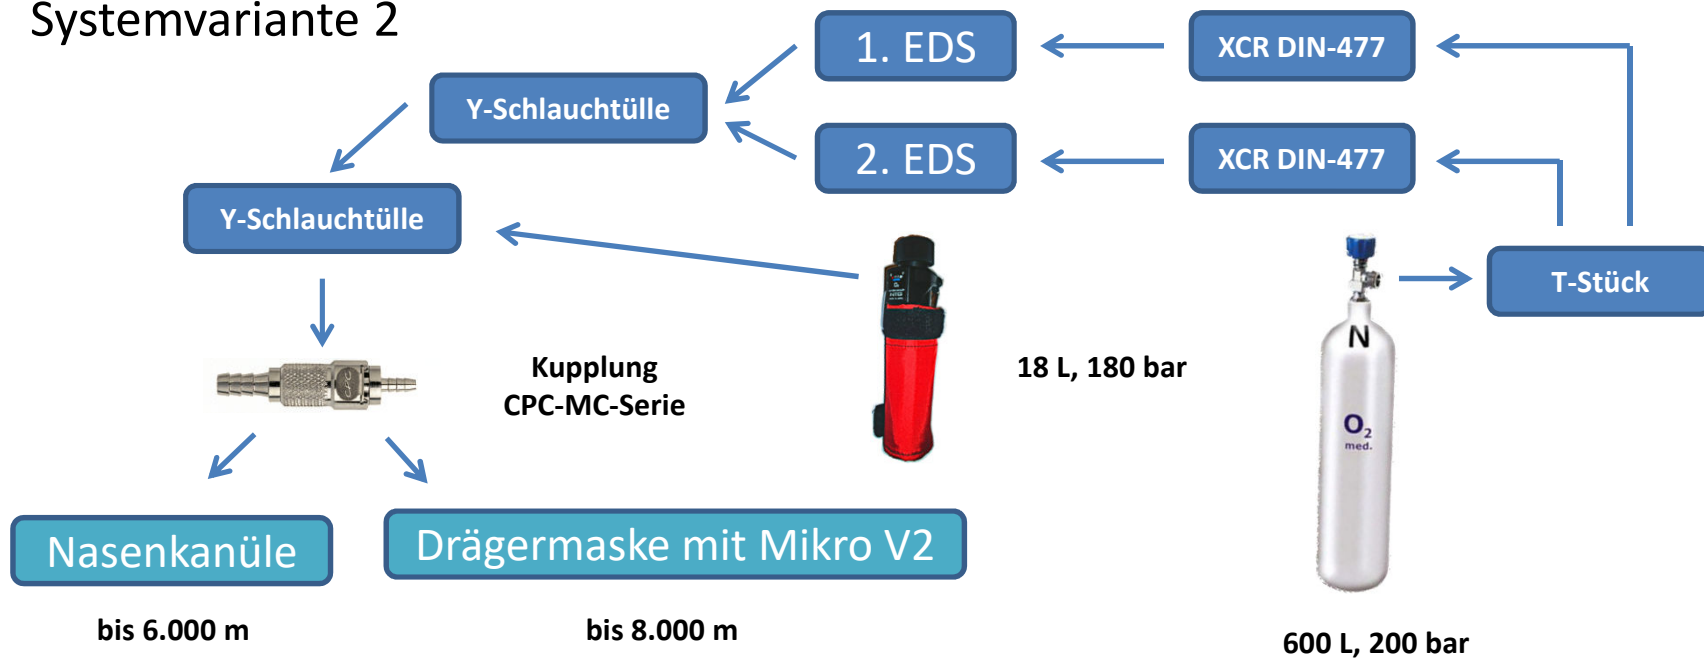 Systemvariante 2
1. EDS
XCR DIN-477
Y-Schlauchtülle
2. EDS
XCR DIN-477
Y-Schlauchtülle
T-Stück
N
Kupplung
CPC-MC-Serie
18 L, 180 bar
CPC
O₂
med.
Nasenkanüle
Drägermaske mit Mikro V2
bis 6.000 m
bis 8.000 m
600 L, 200 bar